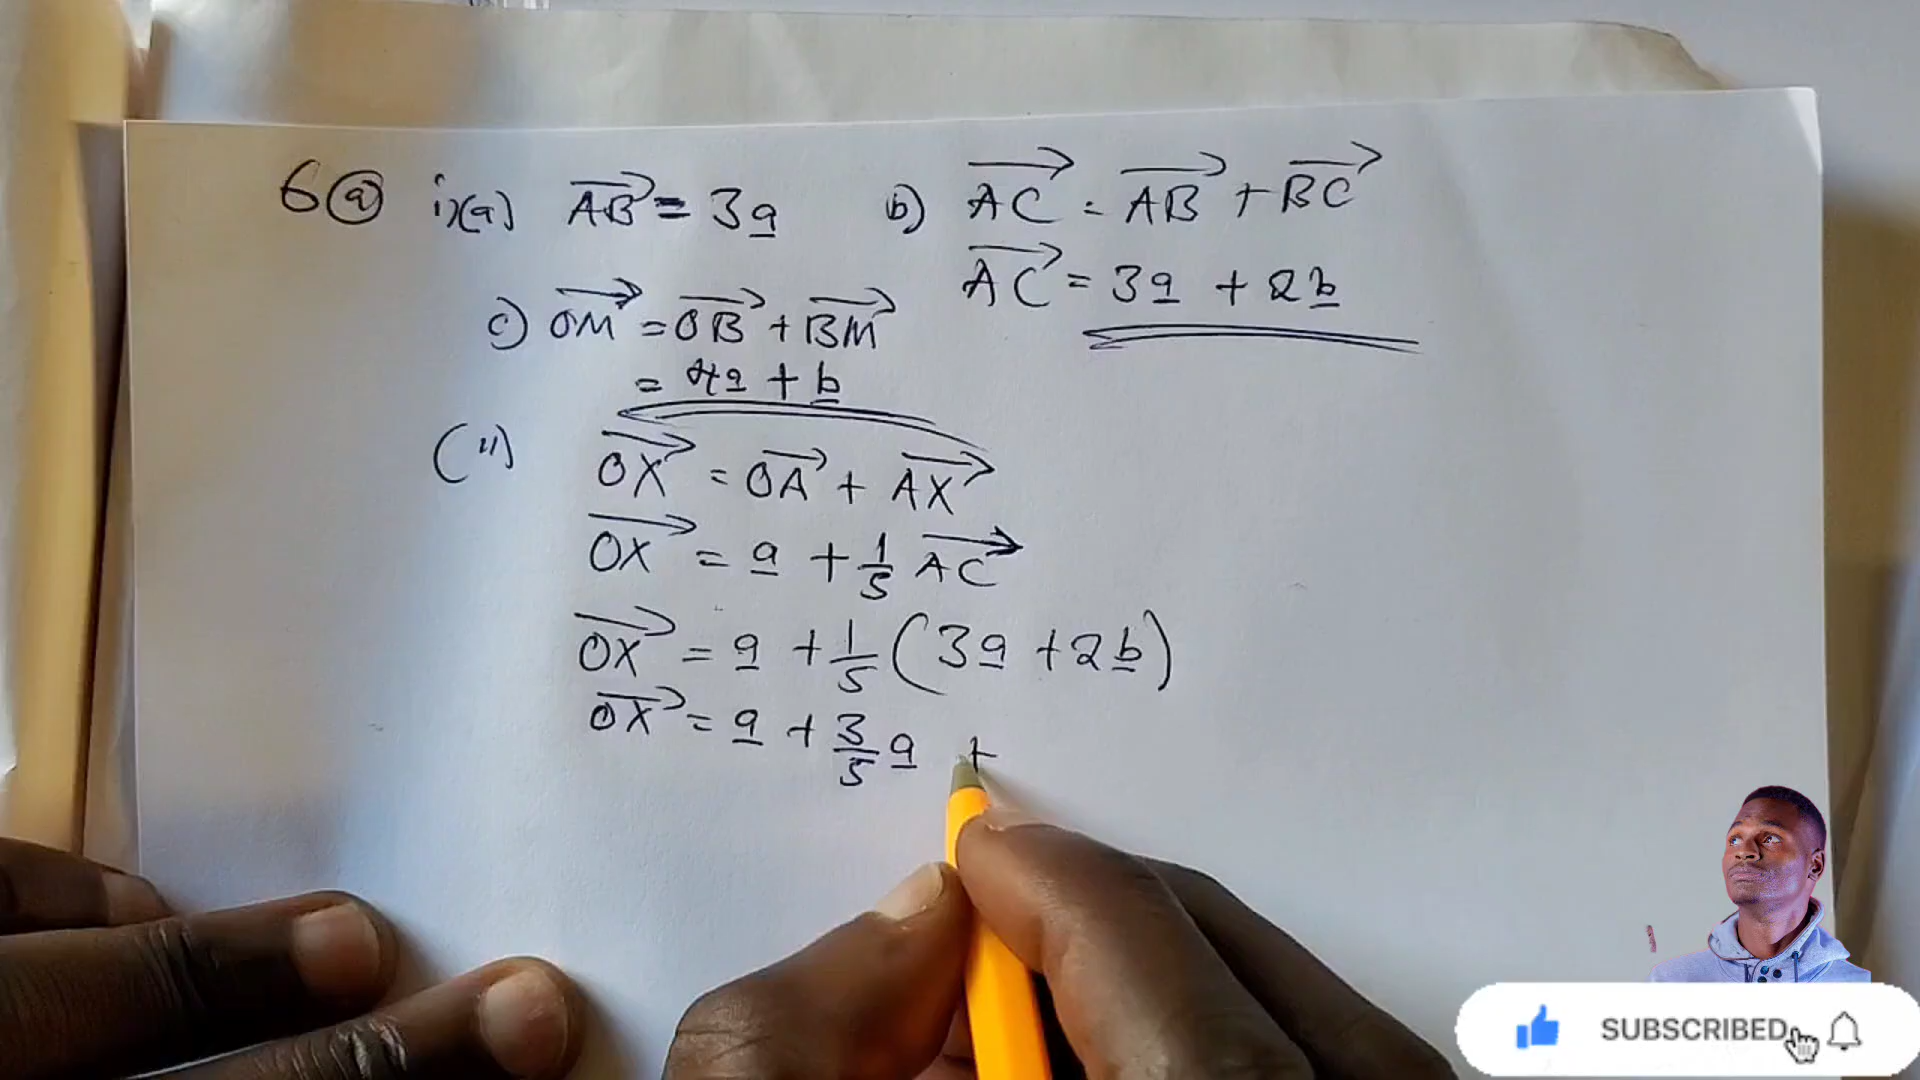 6(a) i)(a) AB = 3a b) AC = AB + BC
AC = 3a + 2b
c) OM = OB + BM
= 4a + b
(ii) OX = OA + AX
OX = a + 1/5 AC
OX = a + 1/5 (3a + 2b)
OX = a + 3/5 a +
SUBSCRIBED